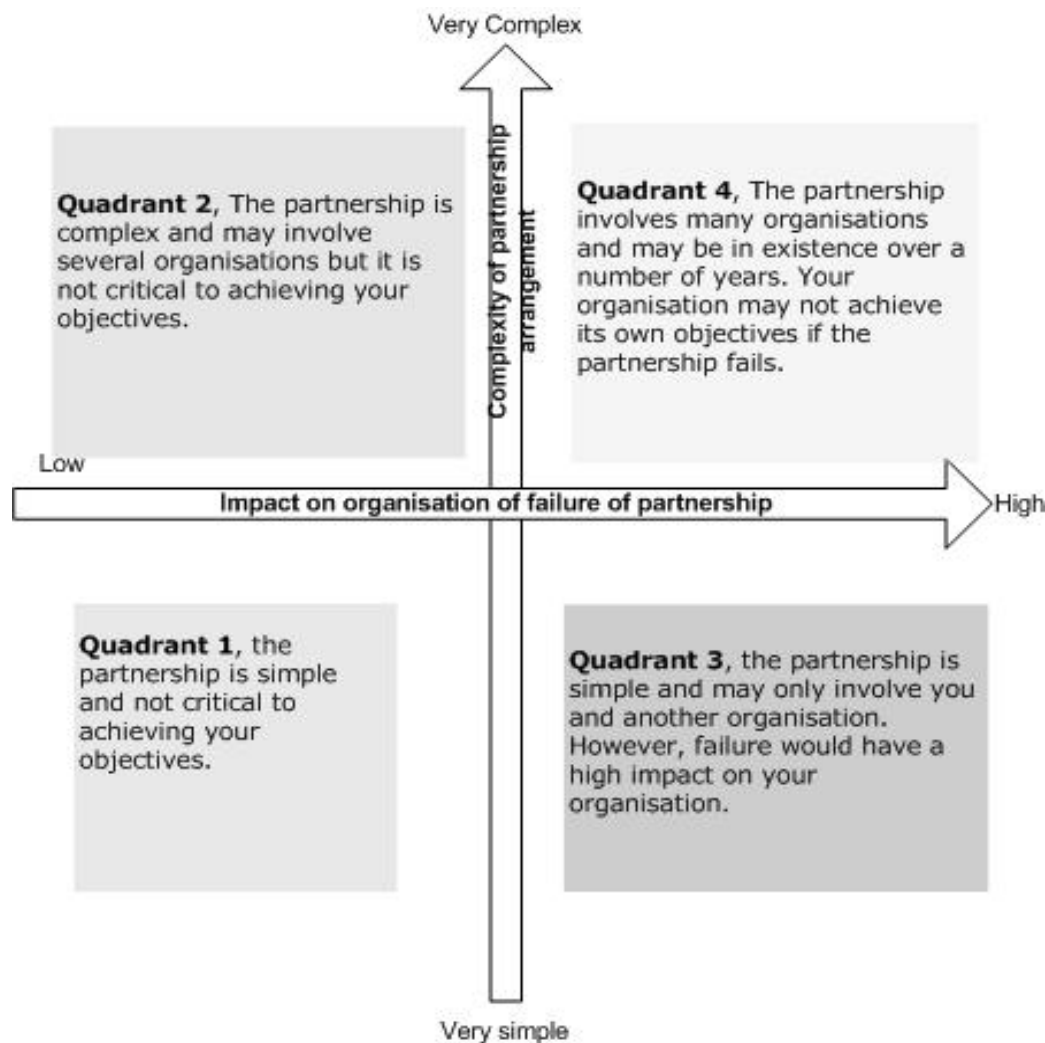 Very Complex
Complexity of partnership
arrangement
Quadrant 2, The partnership is
complex and may involve
several organisations but it is
not critical to achieving your
objectives.
Quadrant 4, The partnership
involves many organisations
and may be in existence over a
number of years. Your
organisation may not achieve
its own objectives if the
partnership fails.
Low
Impact on organisation of failure of partnership
High
Quadrant 1, the
partnership is simple
and not critical to
achieving your
objectives.
Quadrant 3, the partnership is
simple and may only involve you
and another organisation.
However, failure would have a
high impact on your
organisation.
Very simple